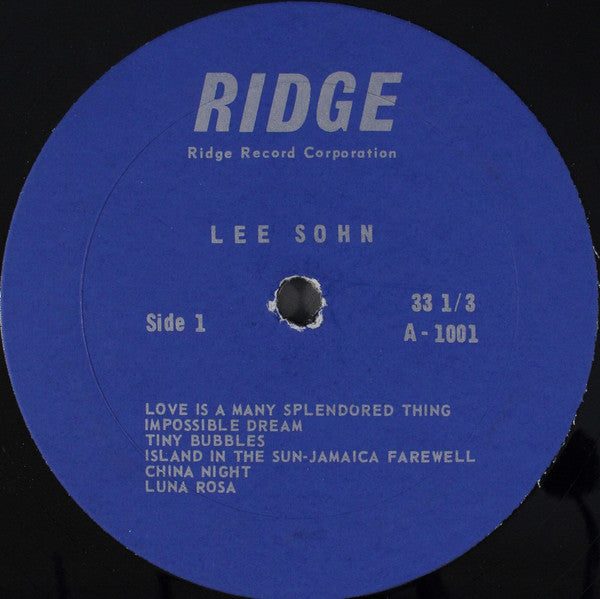 RIDGE
Ridge Record Corporation
LEE SOHN
Side 1
33 1/3
A-1001
LOVE IS A MANY SPLENDORED THING
IMPOSSIBLE DREAM
TINY BUBBLES
ISLAND IN THE SUN-JAMAICA FAREWELL
CHINA NIGHT
LUNA ROSA